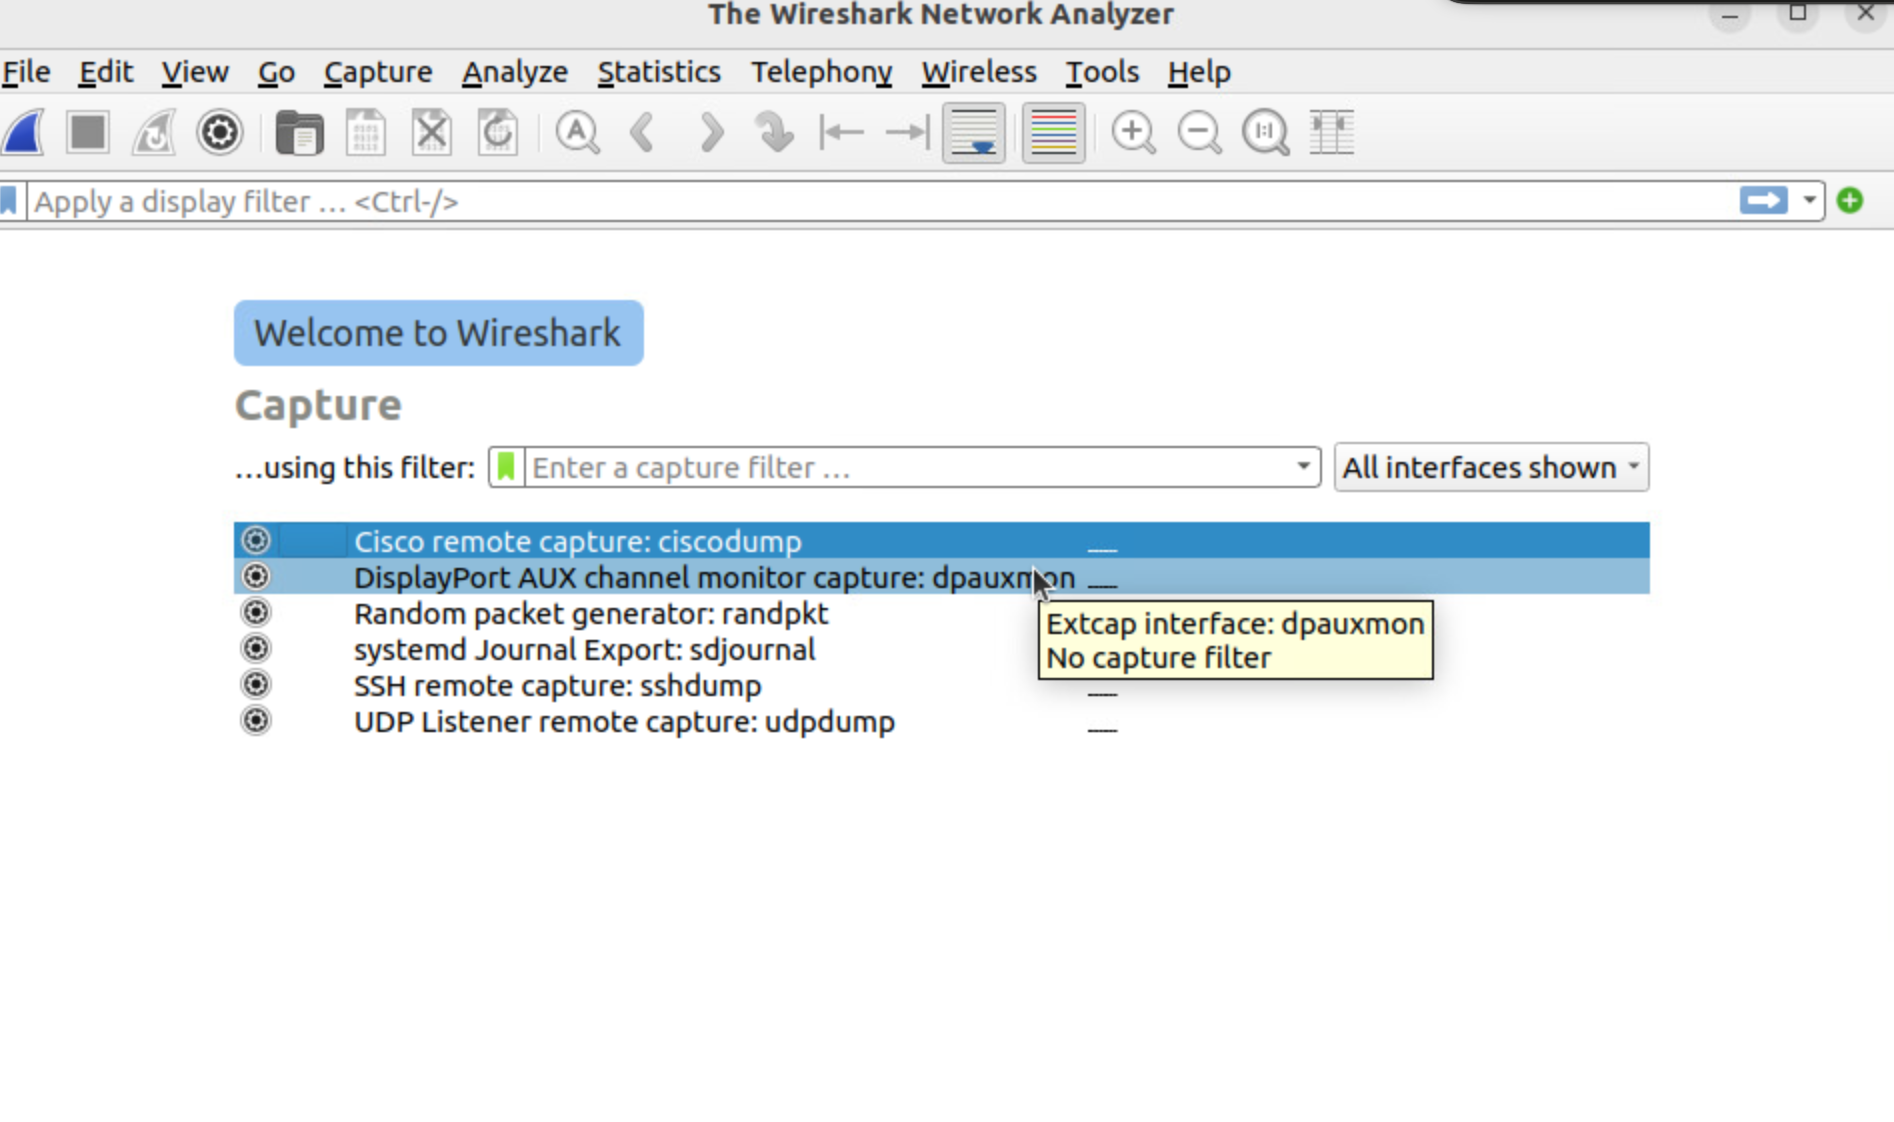 The Wireshark Network Analyzer
File Edit View Go Capture Analyze Statistics Telephony Wireless Tools Help
Apply a display filter … <Ctrl-/>
Welcome to Wireshark
Capture
…using this filter: Enter a capture filter … All interfaces shown
Cisco remote capture: ciscodump
DisplayPort AUX channel monitor capture: dpauxmon
Random packet generator: randpkt
Extcap interface: dpauxmon
systemd Journal Export: sdjournal
No capture filter
SSH remote capture: sshdump
UDP Listener remote capture: udpdump